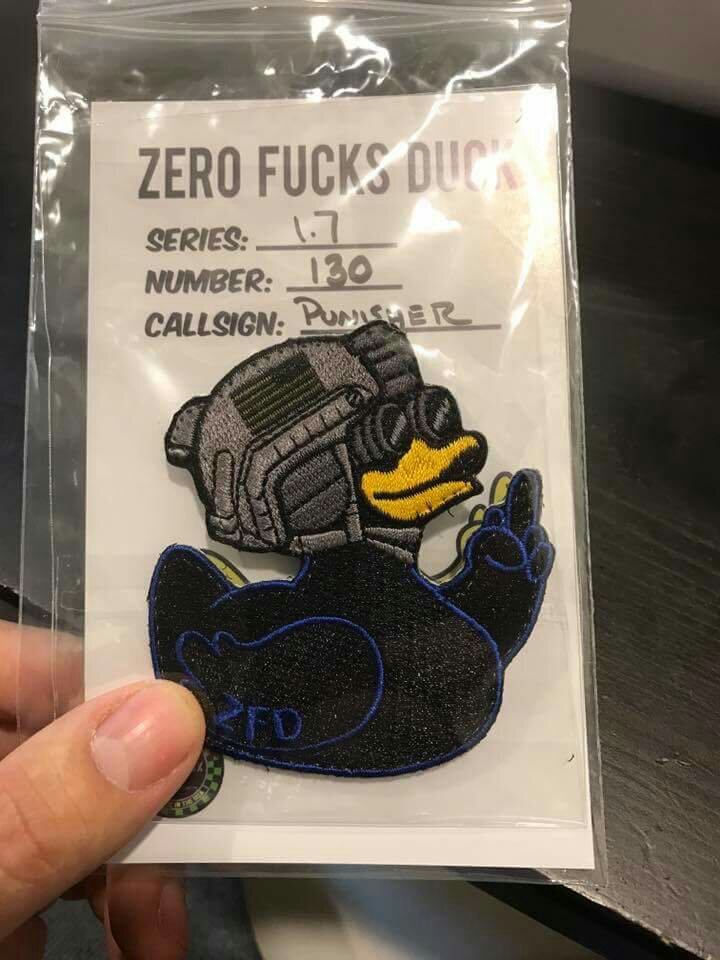 ZERO FUCKS DUCK
SERIES: 1.7
NUMBER: 130
CALLSIGN: PUNISHER
ZFD